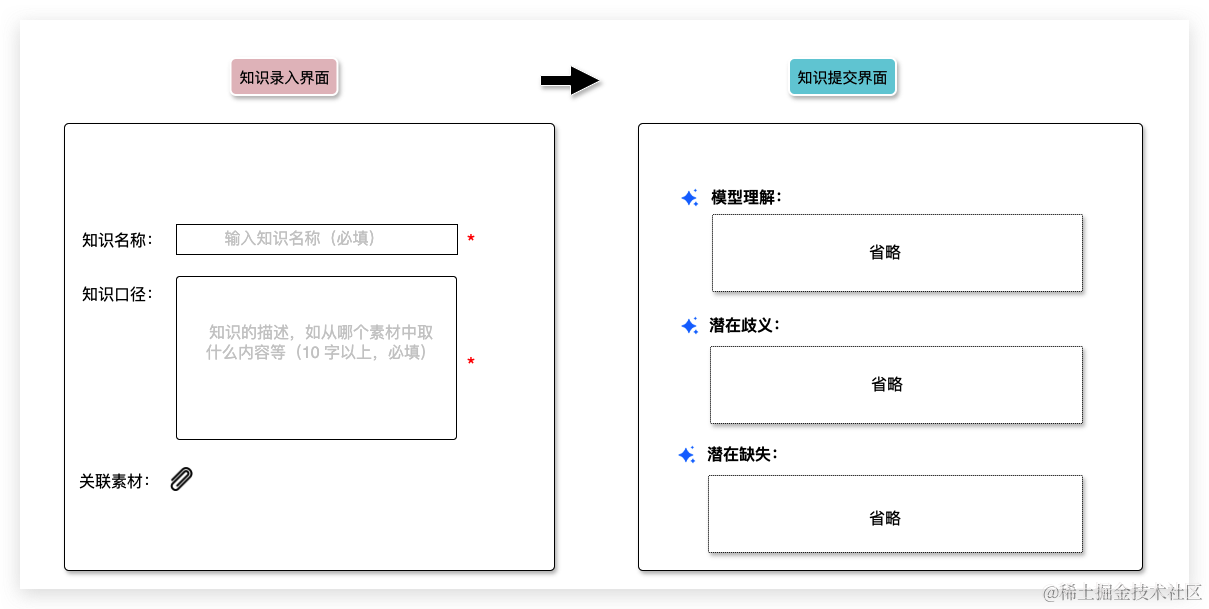 知识录入界面
知识提交界面
知识名称：
输入知识名称（必填）
*
知识口径：
知识的描述，如从哪个素材中取
什么内容等（10 字以上，必填）
*
关联素材：
模型理解：
省略
潜在歧义：
省略
潜在缺失：
省略
@稀土掘金技术社区